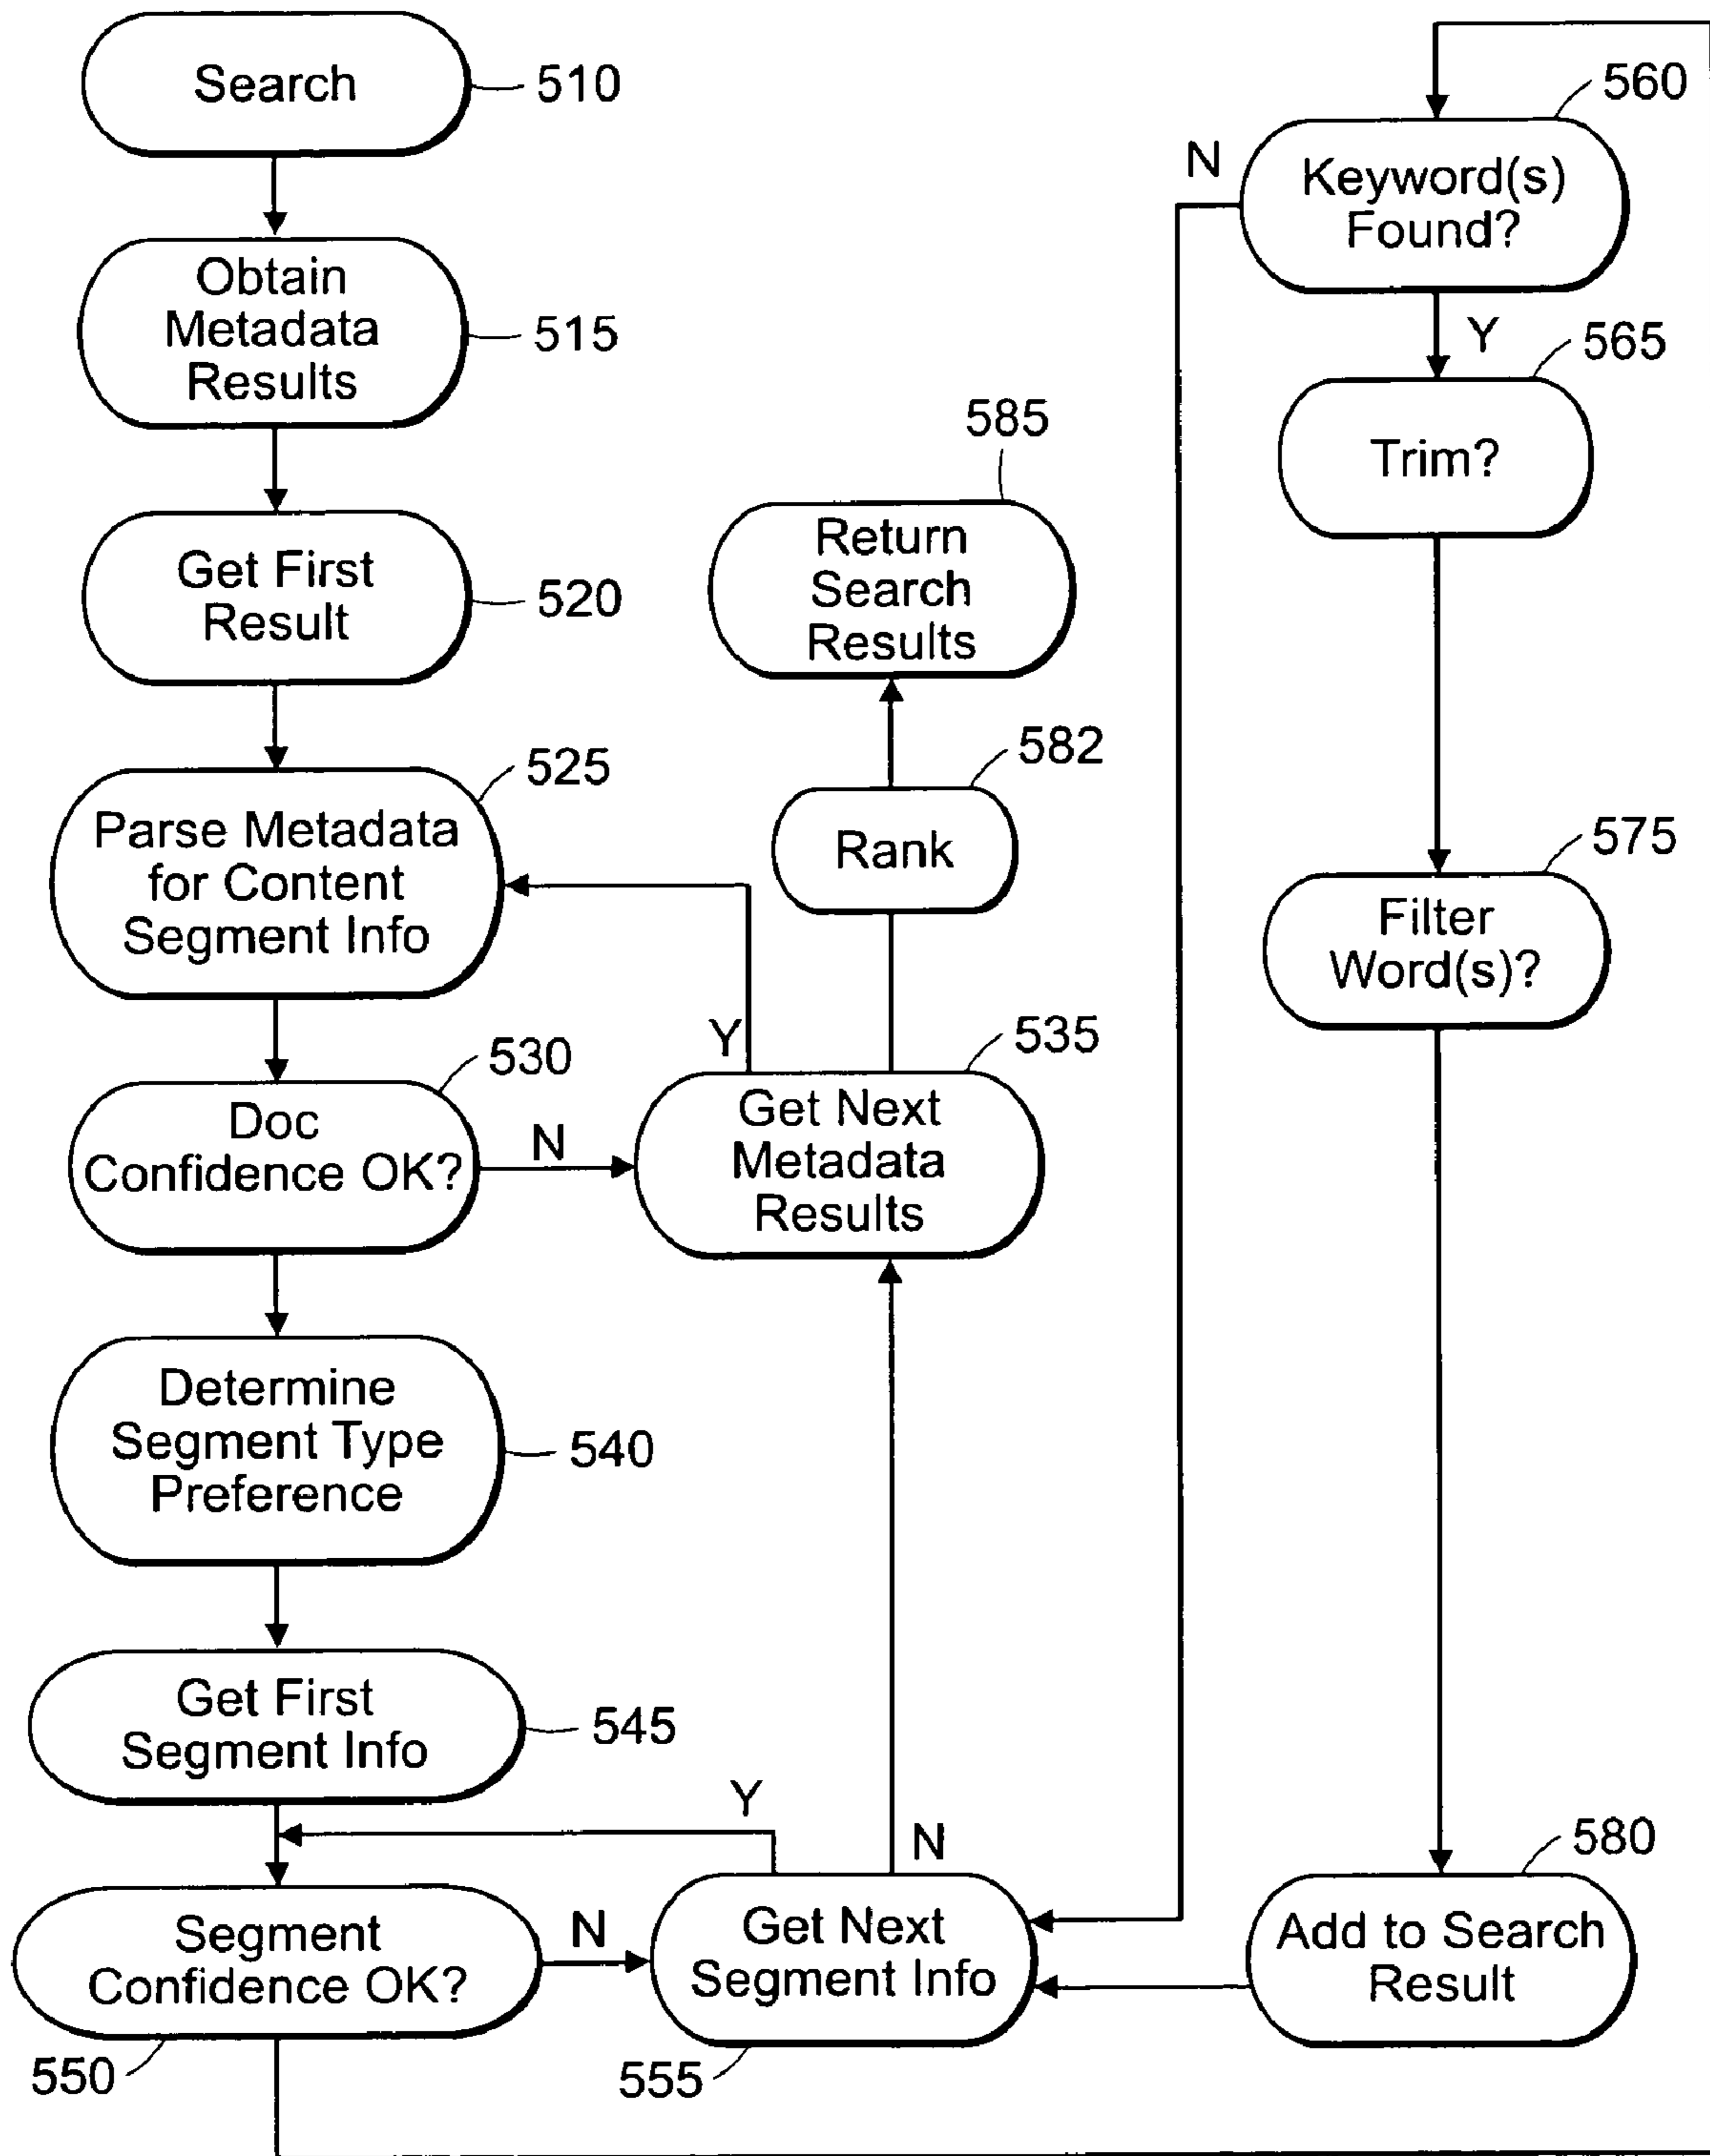 Search
510
Obtain
Metadata
Results
515
Get First
Result
520
Parse Metadata
for Content
Segment Info
525
Doc
Confidence OK?
530
N
Determine
Segment Type
Preference
540
Get First
Segment Info
545
Segment
Confidence OK?
550
N
585
Return
Search
Results
582
Rank
Y
535
Get Next
Metadata
Results
Y
N
Get Next
Segment Info
555
560
N
Keyword(s)
Found?
Y
565
Trim?
575
Filter
Word(s)?
580
Add to Search
Result